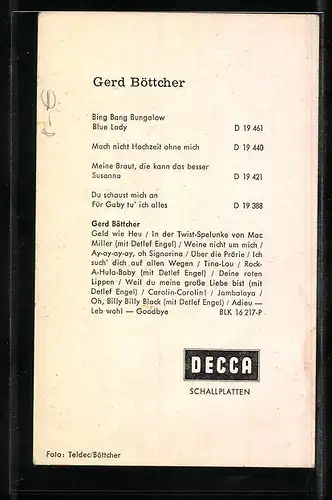 Gerd Böttcher
Bing Bang Bungalow
Blue Lady D 19 461
Mach nicht Hochzeit ohne mich D 19 440
Meine Braut, die kann das besser
Susanna D 19 421
Du schaust mich an
Für Gaby tu' ich alles D 19 388
Gerd Böttcher
Geld wie Heu / In der Twist-Spelunke von Mac
Miller (mit Detlef Engel) / Weine nicht um mich /
Ay-ay-ay-ay, oh Signorina / Über die Prärie / Ich
such' dich auf allen Wegen / Tina-Lou / Rock-
A-Hula-Baby (mit Detlef Engel) / Deine roten
Lippen / Weil du meine große Liebe bist (mit
Detlef Engel) / Carolin-Carolin! / Jambalaya /
Oh, Billy Billy Black (mit Detlef Engel) / Adieu —
Leb wohl — Goodbye BLK 16 217-P
DECCA
SCHALLPLATTEN
Foto: Teldec/Böttcher